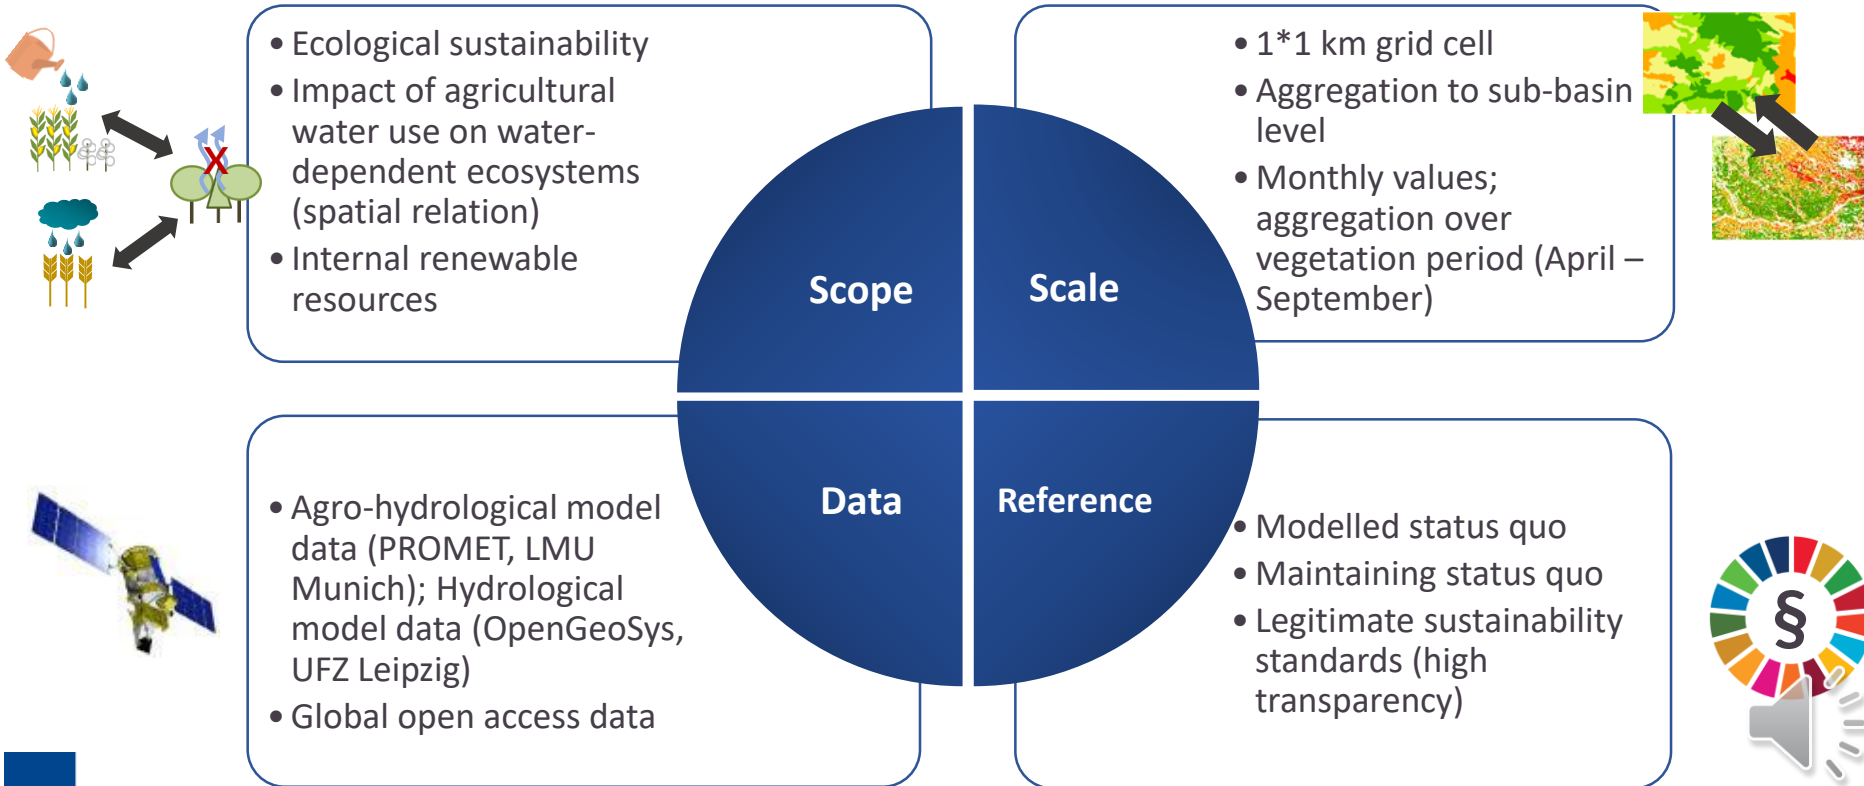 • Ecological sustainability
• Impact of agricultural
water use on water-
dependent ecosystems
(spatial relation)
• Internal renewable
resources
• 1*1 km grid cell
• Aggregation to sub-basin
level
• Monthly values;
aggregation over
vegetation period (April –
September)
Scope
Scale
Data
Reference
• Agro-hydrological model
data (PROMET, LMU
Munich); Hydrological
model data (OpenGeoSys,
UFZ Leipzig)
• Global open access data
• Modelled status quo
• Maintaining status quo
• Legitimate sustainability
standards (high
transparency)
X
§